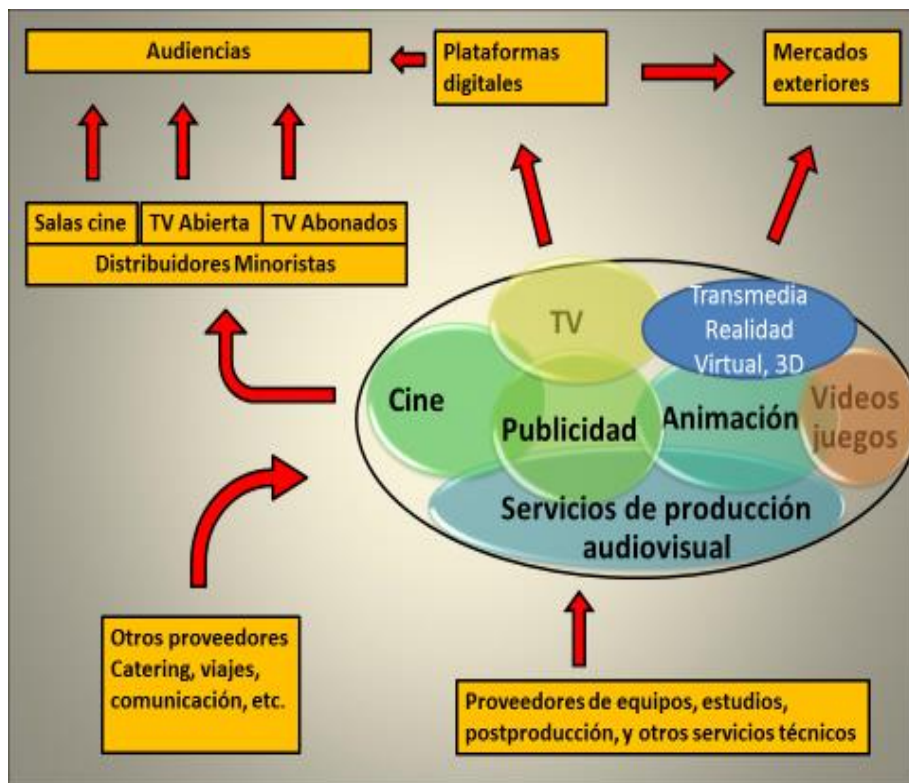 Audiencias
Plataformas
digitales
Mercados
exteriores
Salas cine
TV Abierta
TV Abonados
Distribuidores Minoristas
TV
Transmedia
Realidad
Virtual, 3D
Cine
Publicidad
Animación
Videos
juegos
Servicios de producción
audiovisual
Otros proveedores
Catering, viajes,
comunicación, etc.
Proveedores de equipos, estudios,
postproducción, y otros servicios técnicos